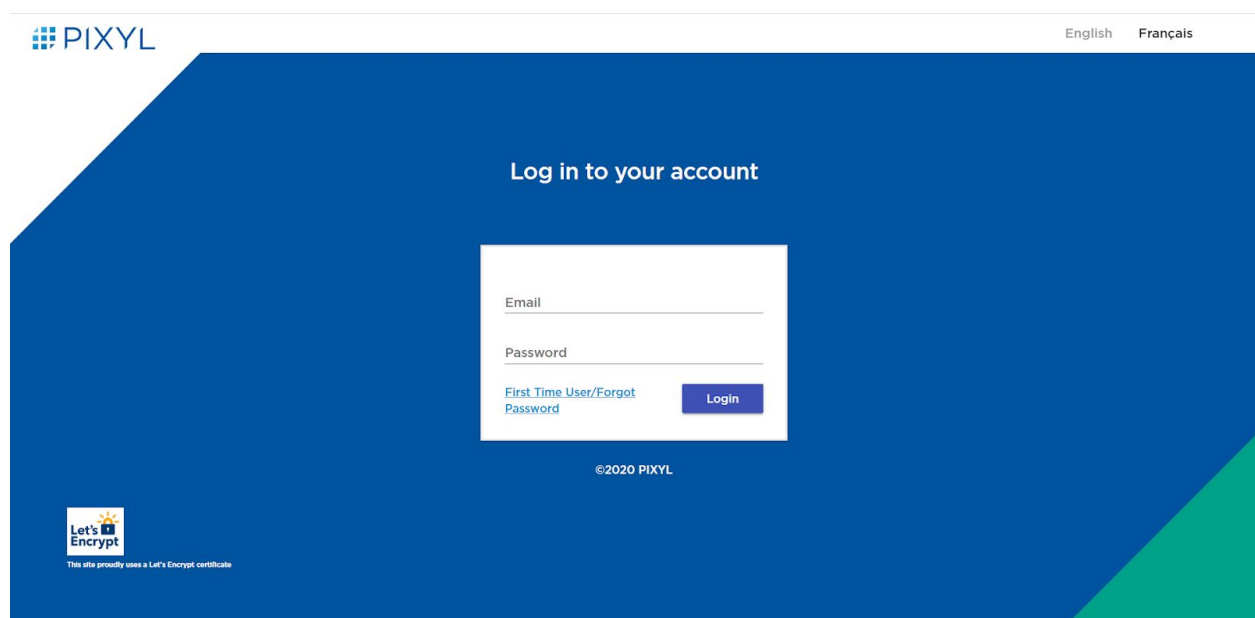 PIXYL
English Français
Log in to your account
Email
Password
First Time User/Forgot
Password
Login
©2020 PIXYL
Let's
Encrypt
This site proudly uses a Let's Encrypt certificate